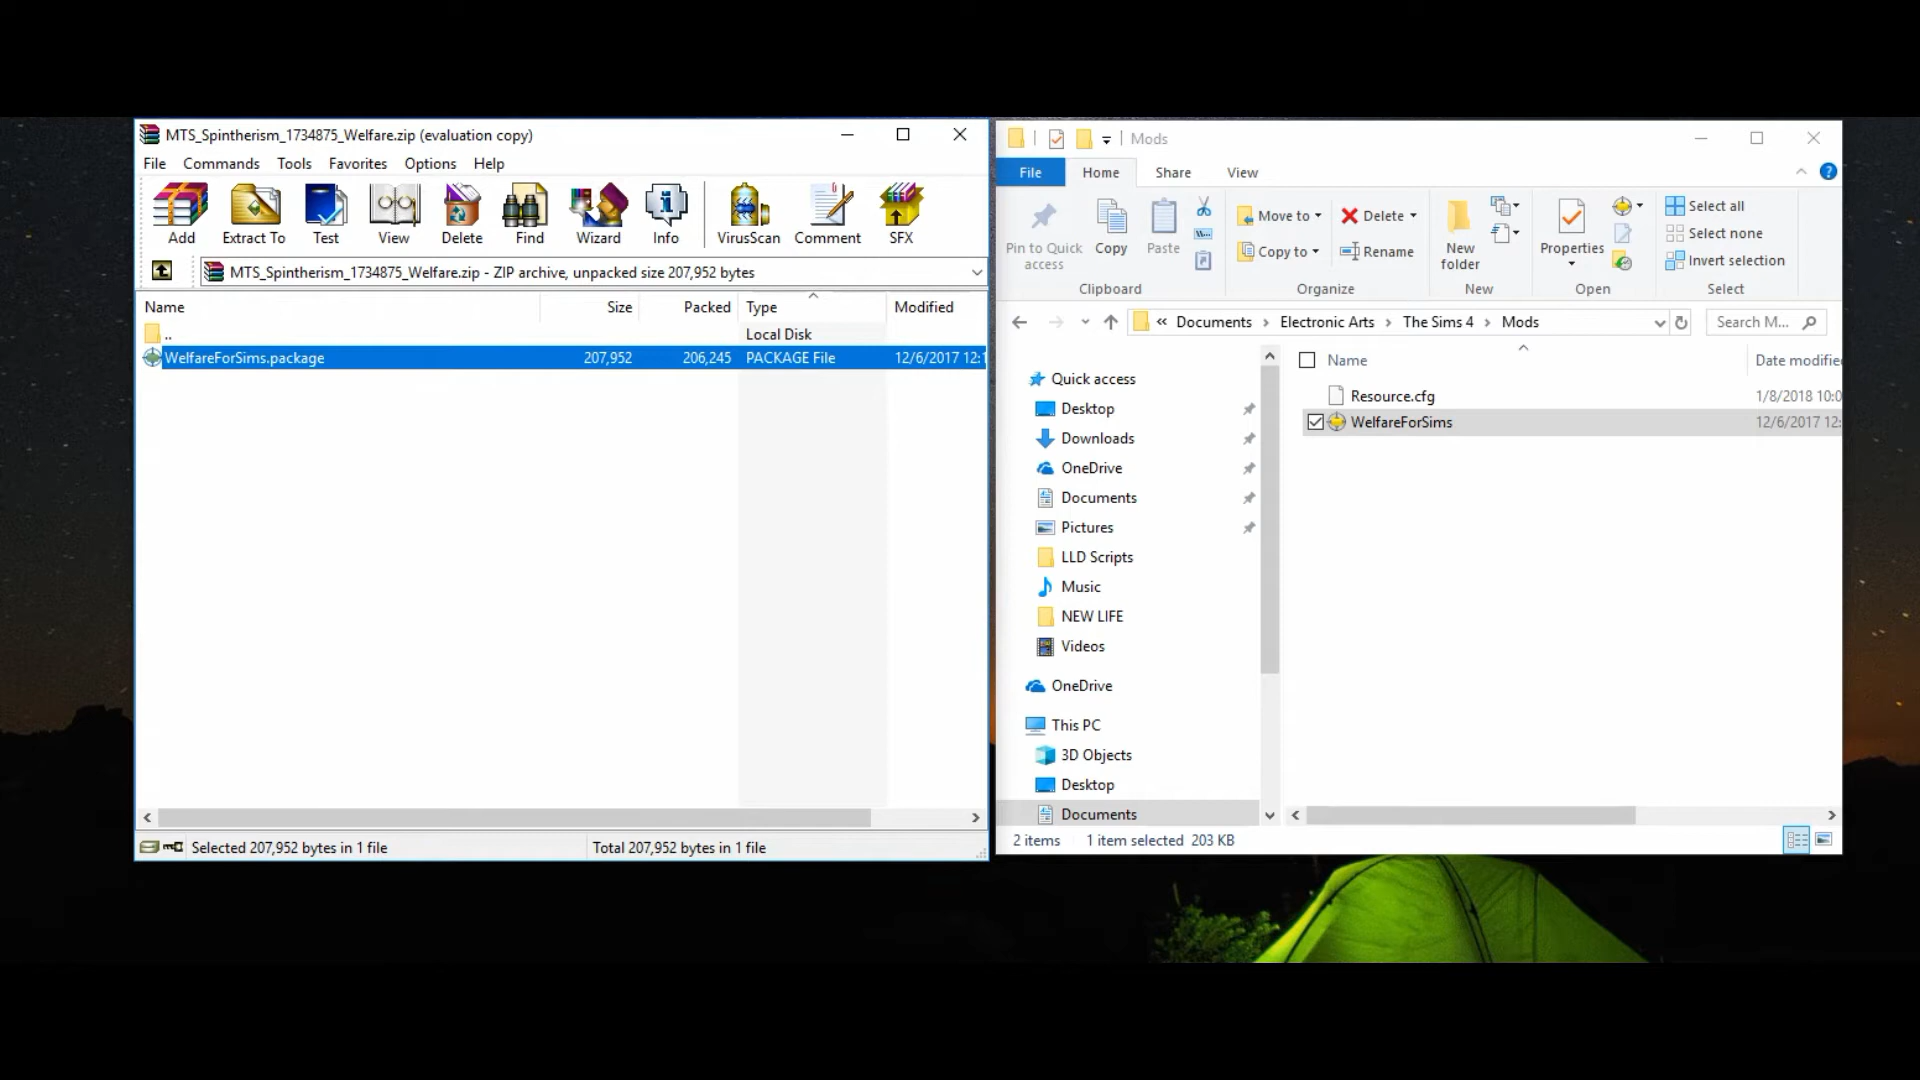 MTS_Spintherism_1734875_Welfare.zip (evaluation copy)
File Commands Tools Favorites Options Help
Add Extract To Test View Delete Find Wizard Info VirusScan Comment SFX
MTS_Spintherism_1734875_Welfare.zip - ZIP archive, unpacked size 207,952 bytes
Name Size Packed Type Modified
.. Local Disk
WelfareForSims.package 207,952 206,245 PACKAGE File 12/6/2017 12:1
Selected 207,952 bytes in 1 file Total 207,952 bytes in 1 file
Mods
File Home Share View
Pin to Quick access
Copy
Paste
Move to
Copy to
Delete
Rename
New folder
Properties
Select all
Select none
Invert selection
Clipboard Organize New Open Select
« Documents › Electronic Arts › The Sims 4 › Mods
Search M...
Quick access
Desktop
Downloads
OneDrive
Documents
Pictures
LLD Scripts
Music
NEW LIFE
Videos
OneDrive
This PC
3D Objects
Desktop
Documents
Name Date modifie
Resource.cfg 1/8/2018 10:0
WelfareForSims 12/6/2017 12:
2 items 1 item selected 203 KB